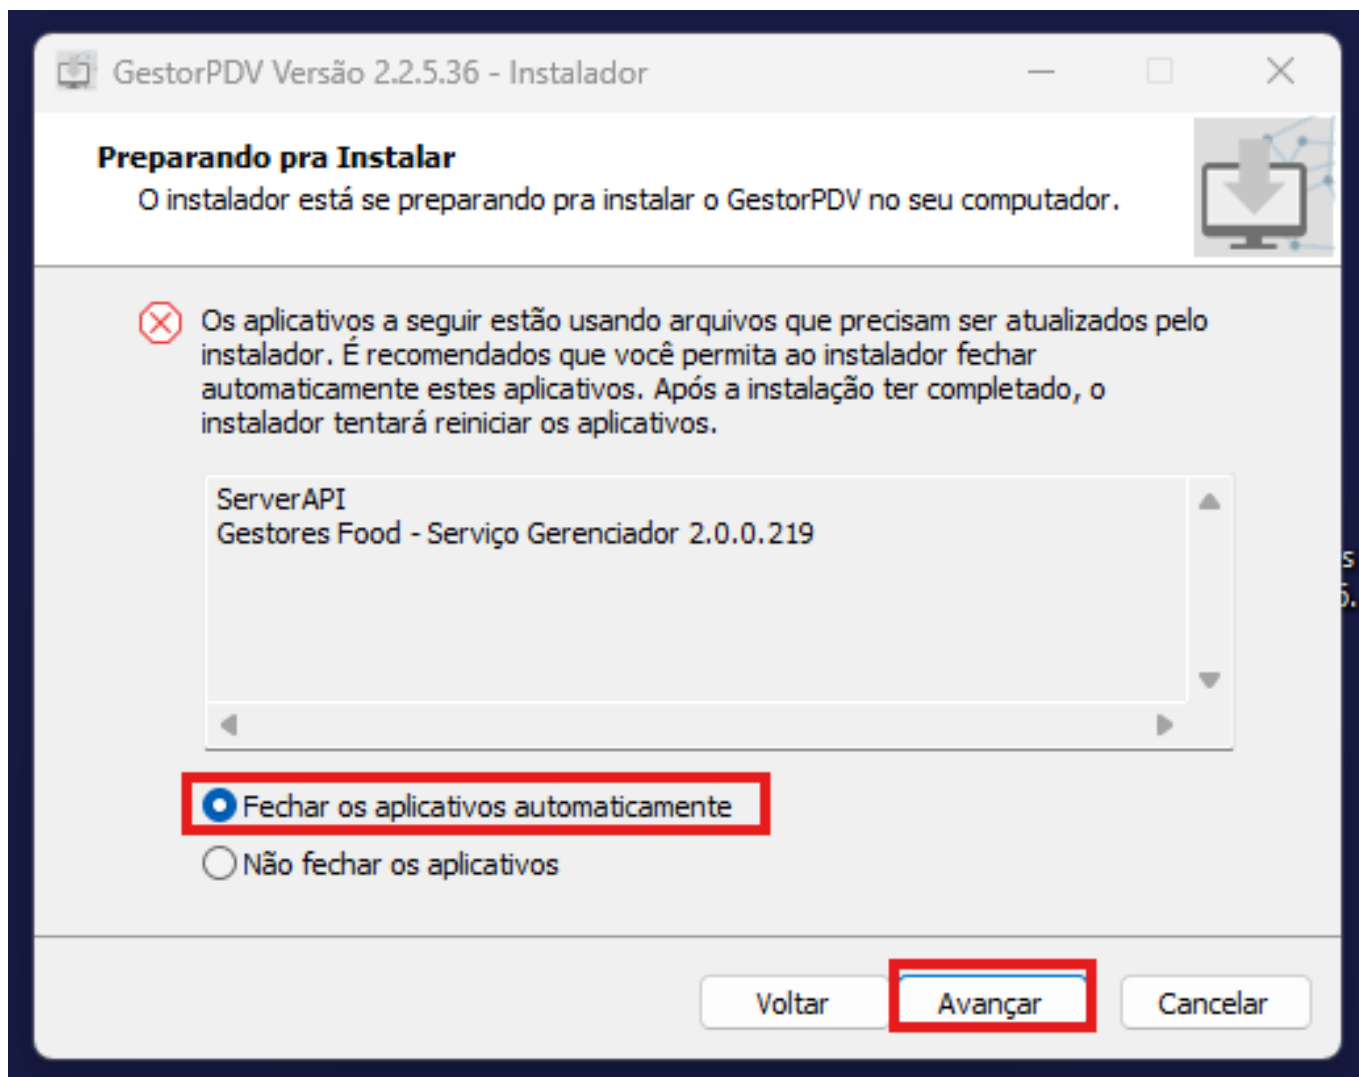 GestorPDV Versão 2.2.5.36 - Instalador
Preparando pra Instalar
O instalador está se preparando pra instalar o GestorPDV no seu computador.
Os aplicativos a seguir estão usando arquivos que precisam ser atualizados pelo
instalador. É recomendados que você permita ao instalador fechar
automaticamente estes aplicativos. Após a instalação ter completado, o
instalador tentará reiniciar os aplicativos.
ServerAPI
Gestores Food - Serviço Gerenciador 2.0.0.219
Fechar os aplicativos automaticamente
Não fechar os aplicativos
Voltar
Avançar
Cancelar